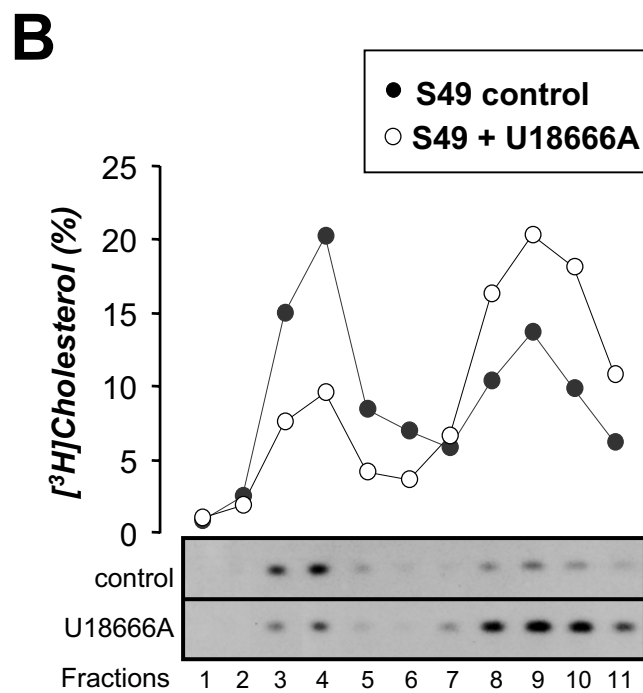 B
S49 control
S49 + U18666A
25
20
15
10
5
0
[³H]Cholesterol (%)
control
U18666A
Fractions 1 2 3 4 5 6 7 8 9 10 11